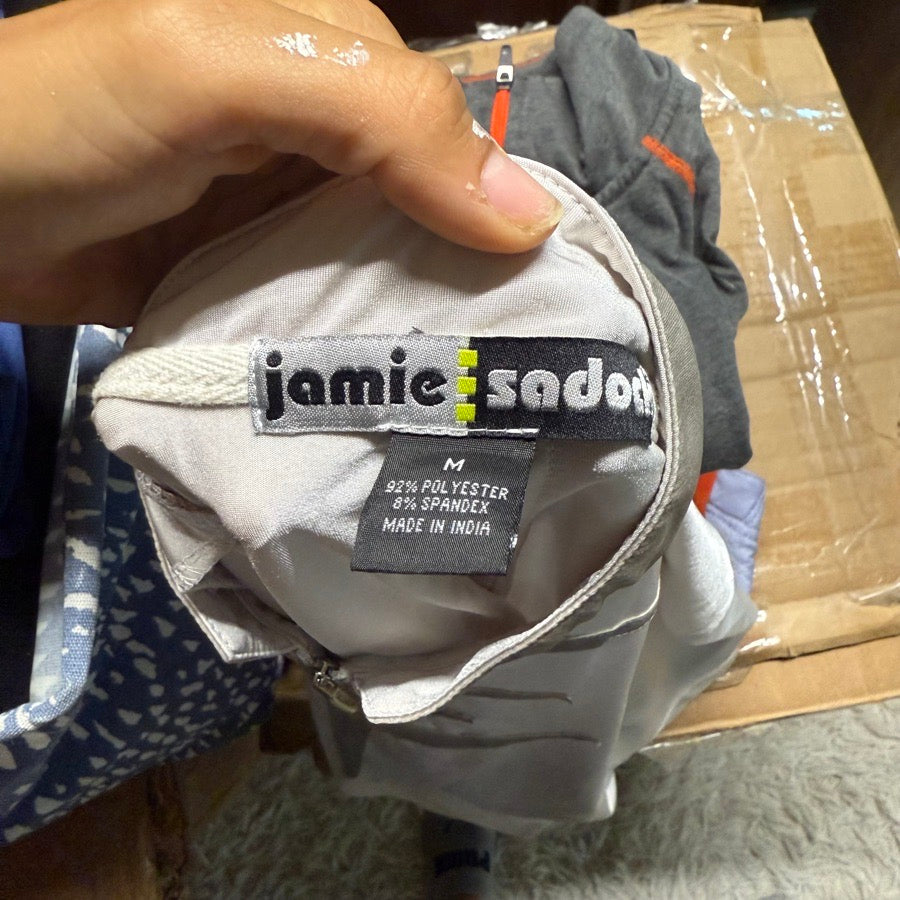 jamie sadock
M
92% POLYESTER
8% SPANDEX
MADE IN INDIA